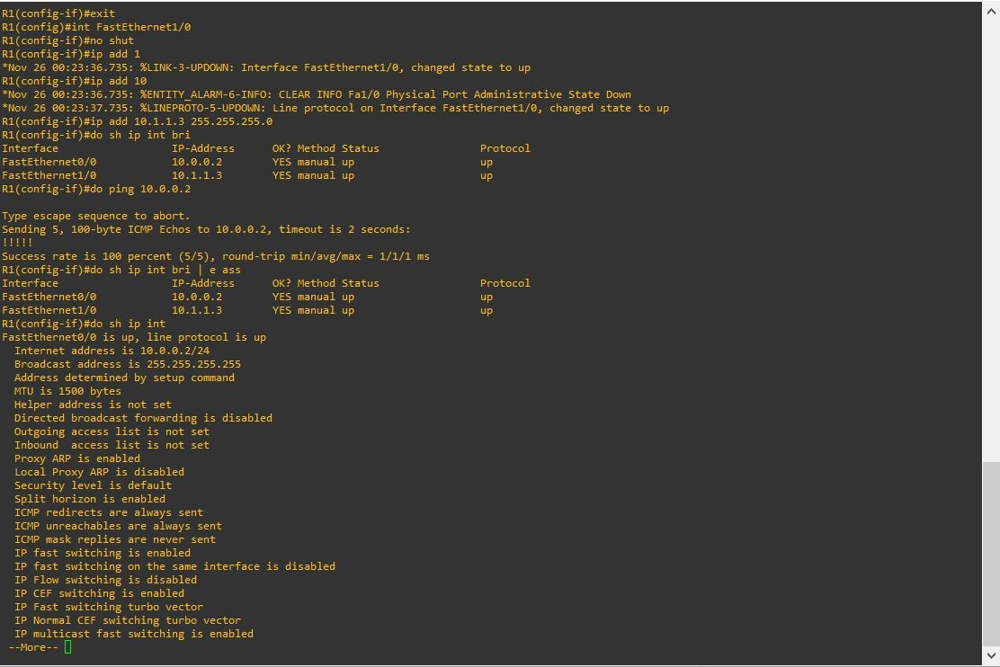 R1(config-if)#exit
R1(config)#int FastEthernet1/0
R1(config-if)#no shut
R1(config-if)#ip add 1
*Nov 26 00:23:36.735: %LINK-3-UPDOWN: Interface FastEthernet1/0, changed state to up
R1(config-if)#ip add 10
*Nov 26 00:23:36.735: %ENTITY_ALARM-6-INFO: CLEAR INFO Fa1/0 Physical Port Administrative State Down
*Nov 26 00:23:37.735: %LINEPROTO-5-UPDOWN: Line protocol on Interface FastEthernet1/0, changed state to up
R1(config-if)#ip add 10.1.1.3 255.255.255.0
R1(config-if)#do sh ip int bri
Interface                  IP-Address      OK? Method Status                Protocol
FastEthernet0/0            10.0.0.2        YES manual up                    up
FastEthernet1/0            10.1.1.3        YES manual up                    up
R1(config-if)#do ping 10.0.0.2

Type escape sequence to abort.
Sending 5, 100-byte ICMP Echos to 10.0.0.2, timeout is 2 seconds:
!!!!!
Success rate is 100 percent (5/5), round-trip min/avg/max = 1/1/1 ms
R1(config-if)#do sh ip int bri | e ass
Interface                  IP-Address      OK? Method Status                Protocol
FastEthernet0/0            10.0.0.2        YES manual up                    up
FastEthernet1/0            10.1.1.3        YES manual up                    up
R1(config-if)#do sh ip int
FastEthernet0/0 is up, line protocol is up
  Internet address is 10.0.0.2/24
  Broadcast address is 255.255.255.255
  Address determined by setup command
  MTU is 1500 bytes
  Helper address is not set
  Directed broadcast forwarding is disabled
  Outgoing access list is not set
  Inbound  access list is not set
  Proxy ARP is enabled
  Local Proxy ARP is disabled
  Security level is default
  Split horizon is enabled
  ICMP redirects are always sent
  ICMP unreachables are always sent
  ICMP mask replies are never sent
  IP fast switching is enabled
  IP fast switching on the same interface is disabled
  IP Flow switching is disabled
  IP CEF switching is enabled
  IP Fast switching turbo vector
  IP Normal CEF switching turbo vector
  IP multicast fast switching is enabled
 --More--